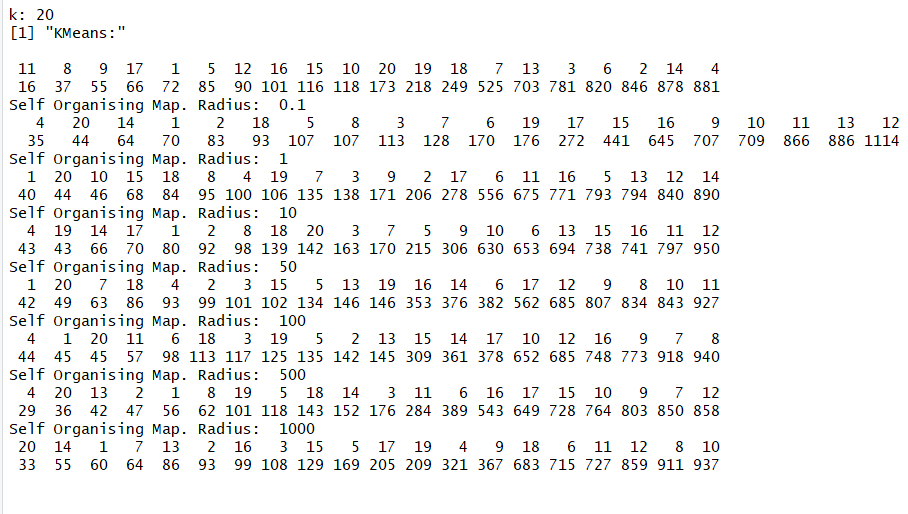 k: 20
[1] "KMeans:"
11 8 9 17 1 5 12 16 15 10 20 19 18 7 13 3 6 2 14 4
16 37 55 66 72 85 90 101 116 118 173 218 249 525 703 781 820 846 878 881
Self Organising Map. Radius: 0.1
4 20 14 1 2 18 5 8 3 7 6 19 17 15 16 9 10 11 13 12
35 44 64 70 83 93 107 107 113 128 170 176 272 441 645 707 709 866 886 1114
Self Organising Map. Radius: 1
1 20 10 15 18 8 4 19 7 3 9 2 17 6 11 16 5 13 12 14
40 44 46 68 84 95 100 106 135 138 171 206 278 556 675 771 793 794 840 890
Self Organising Map. Radius: 10
4 19 14 17 1 2 8 18 20 3 7 5 9 10 6 13 15 16 11 12
43 43 66 70 80 92 98 139 142 163 170 215 306 630 653 694 738 741 797 950
Self Organising Map. Radius: 50
1 20 7 18 4 2 3 15 5 13 19 16 14 6 17 12 9 8 10 11
42 49 63 86 93 99 101 102 134 146 146 353 376 382 562 685 807 834 843 927
Self Organising Map. Radius: 100
4 1 20 11 6 18 3 19 5 2 13 15 14 17 10 12 16 9 7 8
44 45 45 57 98 113 117 125 135 142 145 309 361 378 652 685 748 773 918 940
Self Organising Map. Radius: 500
4 20 13 2 1 8 19 5 18 14 3 11 6 16 17 15 10 9 7 12
29 36 42 47 56 62 101 118 143 152 176 284 389 543 649 728 764 803 850 858
Self Organising Map. Radius: 1000
20 14 1 7 13 2 16 3 15 5 17 19 4 9 18 6 11 12 8 10
33 55 60 64 86 93 99 108 129 169 205 209 321 367 683 715 727 859 911 937